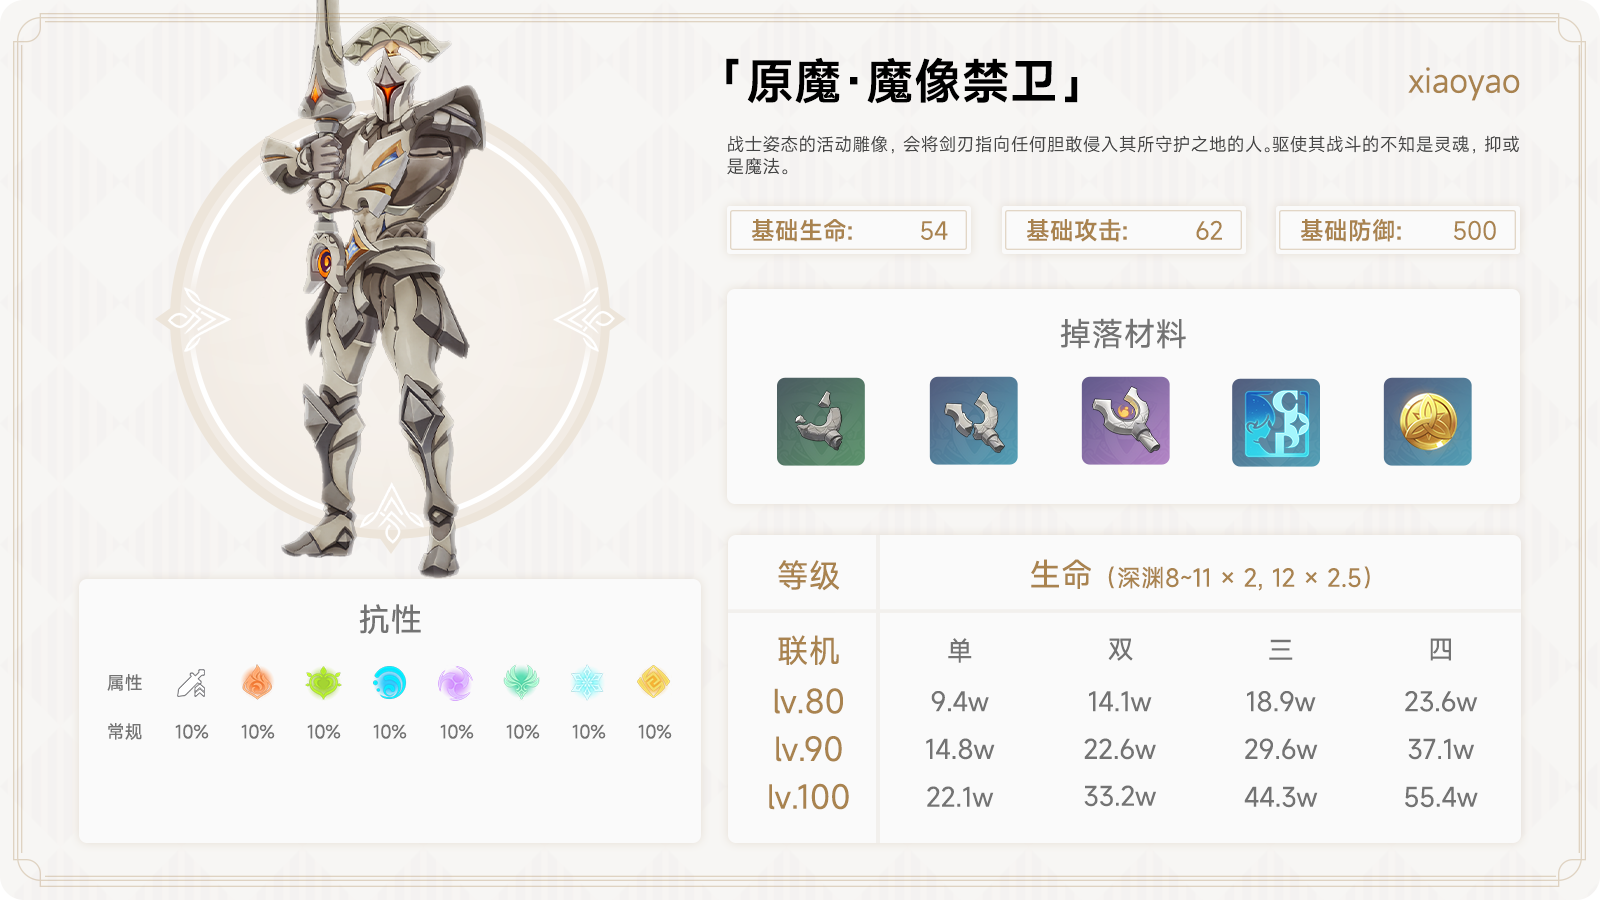 「原魔·魔像禁卫」
xiaoyao
战士姿态的活动雕像，会将剑刃指向任何胆敢侵入其所守护之地的人。驱使其战斗的不知是灵魂，抑或
是魔法。
基础生命: 54
基础攻击: 62
基础防御: 500
掉落材料
等级 生命（深渊8~11 × 2, 12 × 2.5）
联机 单 双 三 四
lv.80 9.4w 14.1w 18.9w 23.6w
lv.90 14.8w 22.6w 29.6w 37.1w
lv.100 22.1w 33.2w 44.3w 55.4w
抗性
属性
常规 10% 10% 10% 10% 10% 10% 10% 10%